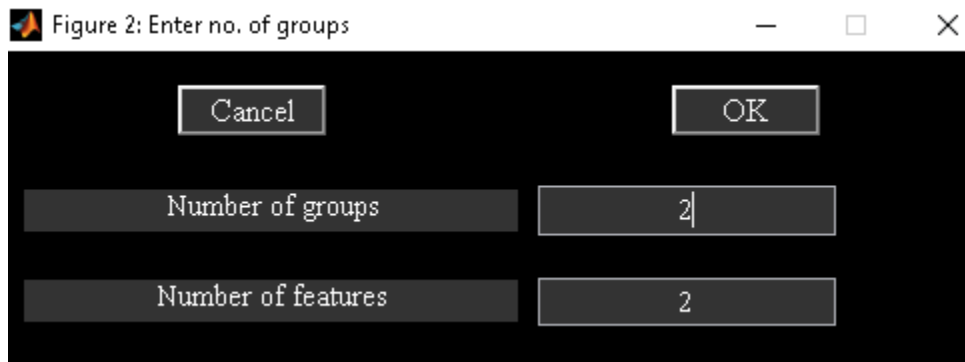 Figure 2: Enter no. of groups
Cancel OK
Number of groups 2
Number of features 2